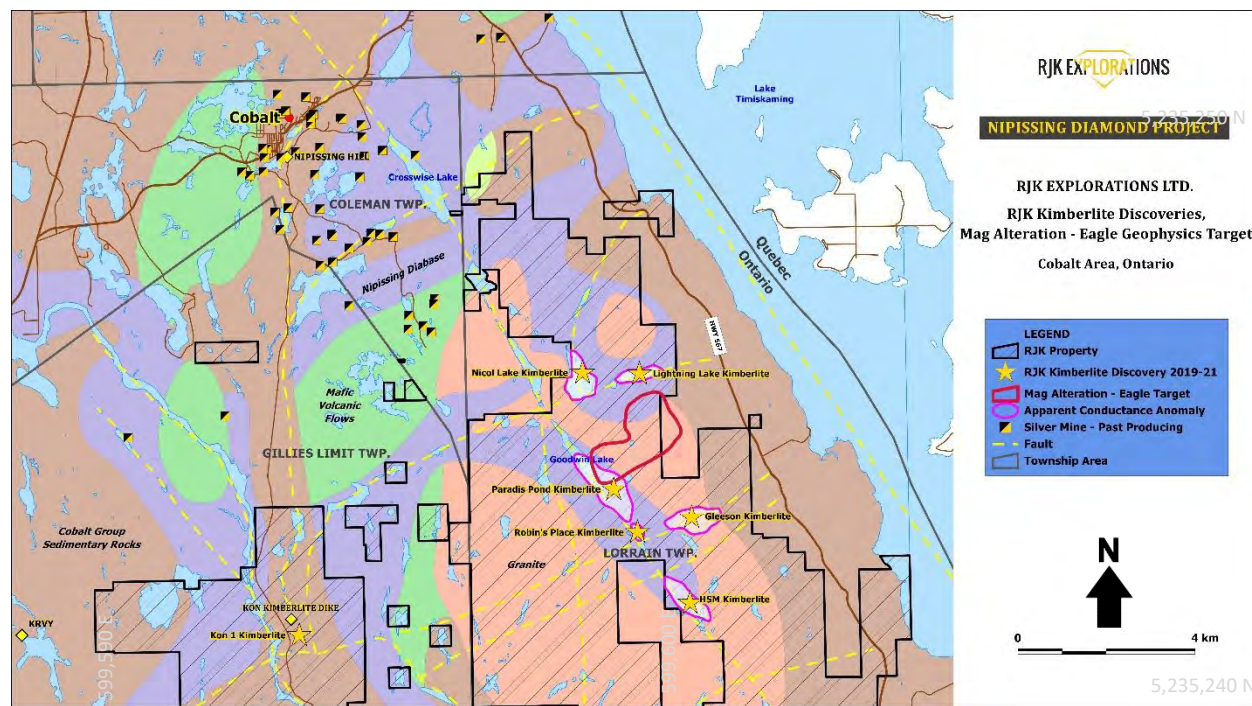 Cobalt
NIPISSING HILL
Crosswise Lake
COLEMAN TWP.
Nipissing Diabase
Mafic
Volcanic
Flows
GILLIES LIMIT TWP.
Cobalt Group
Sedimentary Rocks
KRVY
KON KIMBERLITE DIKE
Kon 1 Kimberlite
Lake
Timiskaming
Quebec
Ontario
HWY 567
Nicol Lake Kimberlite
Lightning Lake Kimberlite
Goodwin Lake
Paradis Pond Kimberlite
Gleeson Kimberlite
Robin's Place Kimberlite
LORRAIN TWP.
Granite
HSM Kimberlite
RJK EXPLORATIONS
5,235,250 N
NIPISSING DIAMOND PROJECT
RJK EXPLORATIONS LTD.
RJK Kimberlite Discoveries,
Mag Alteration - Eagle Geophysics Target
Cobalt Area, Ontario
LEGEND
RJK Property
RJK Kimberlite Discovery 2019-21
Mag Alteration - Eagle Target
Apparent Conductance Anomaly
Silver Mine - Past Producing
Fault
Township Area
N
0 4 km
5,235,240 N
599,590 E